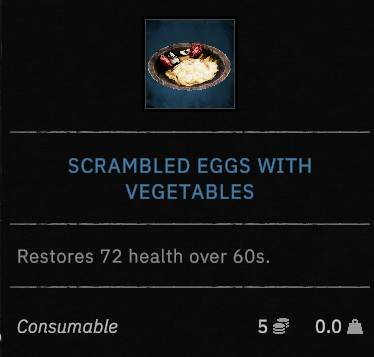 SCRAMBLED EGGS WITH
VEGETABLES
Restores 72 health over 60s.
Consumable 5 0.0